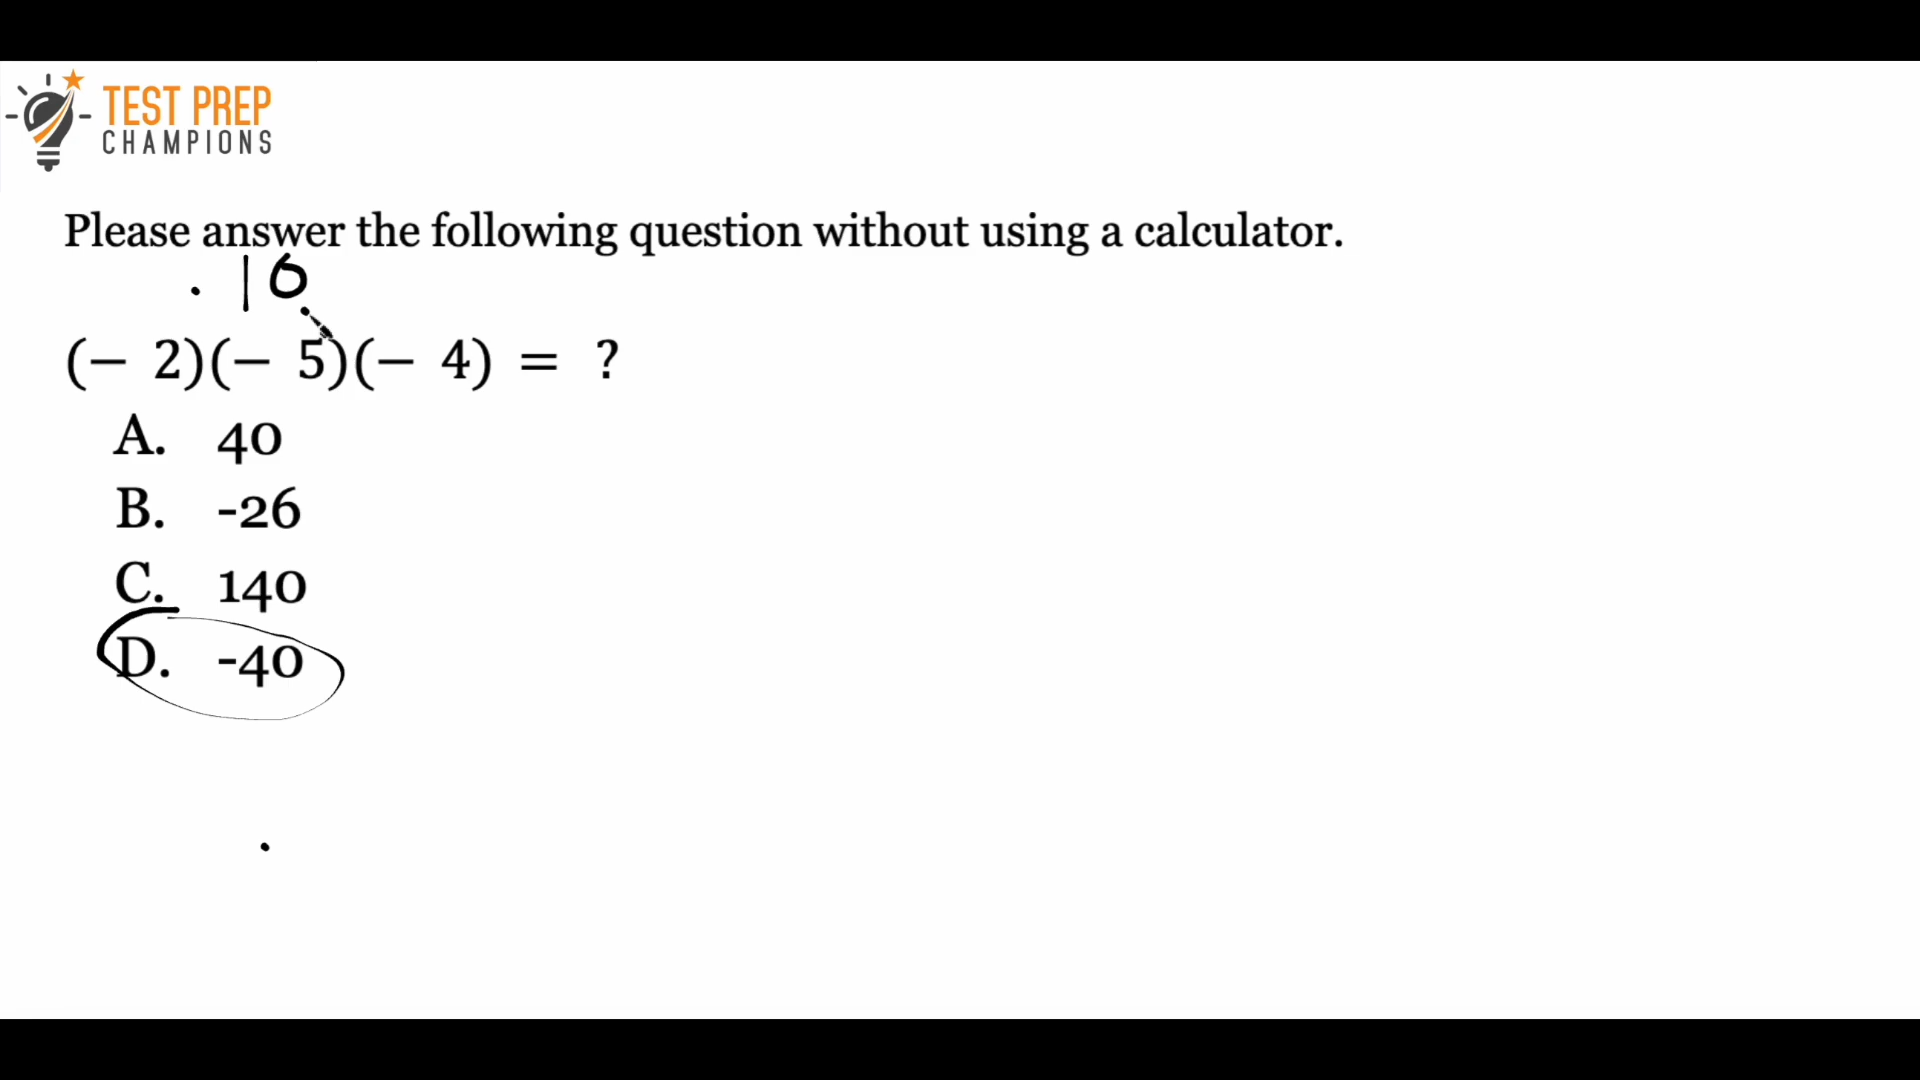 TEST PREP
CHAMPIONS
Please answer the following question without using a calculator.
10
(− 2)(− 5)(− 4) = ?
A. 40
B. -26
C. 140
D. -40